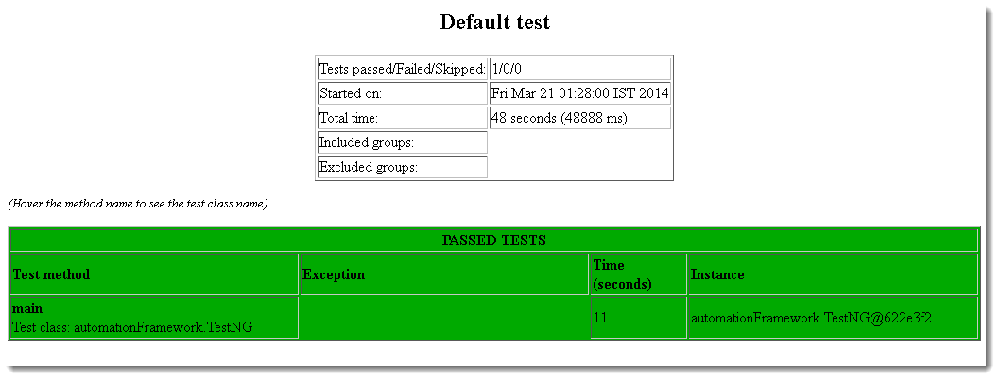 Default test
Tests passed/Failed/Skipped: 1/0/0
Started on: Fri Mar 21 01:28:00 IST 2014
Total time: 48 seconds (48888 ms)
Included groups:
Excluded groups:
(Hover the method name to see the test class name)
PASSED TESTS
Test method Exception Time (seconds) Instance
main
Test class: automationFramework.TestNG 11 automationFramework.TestNG@622e3f2